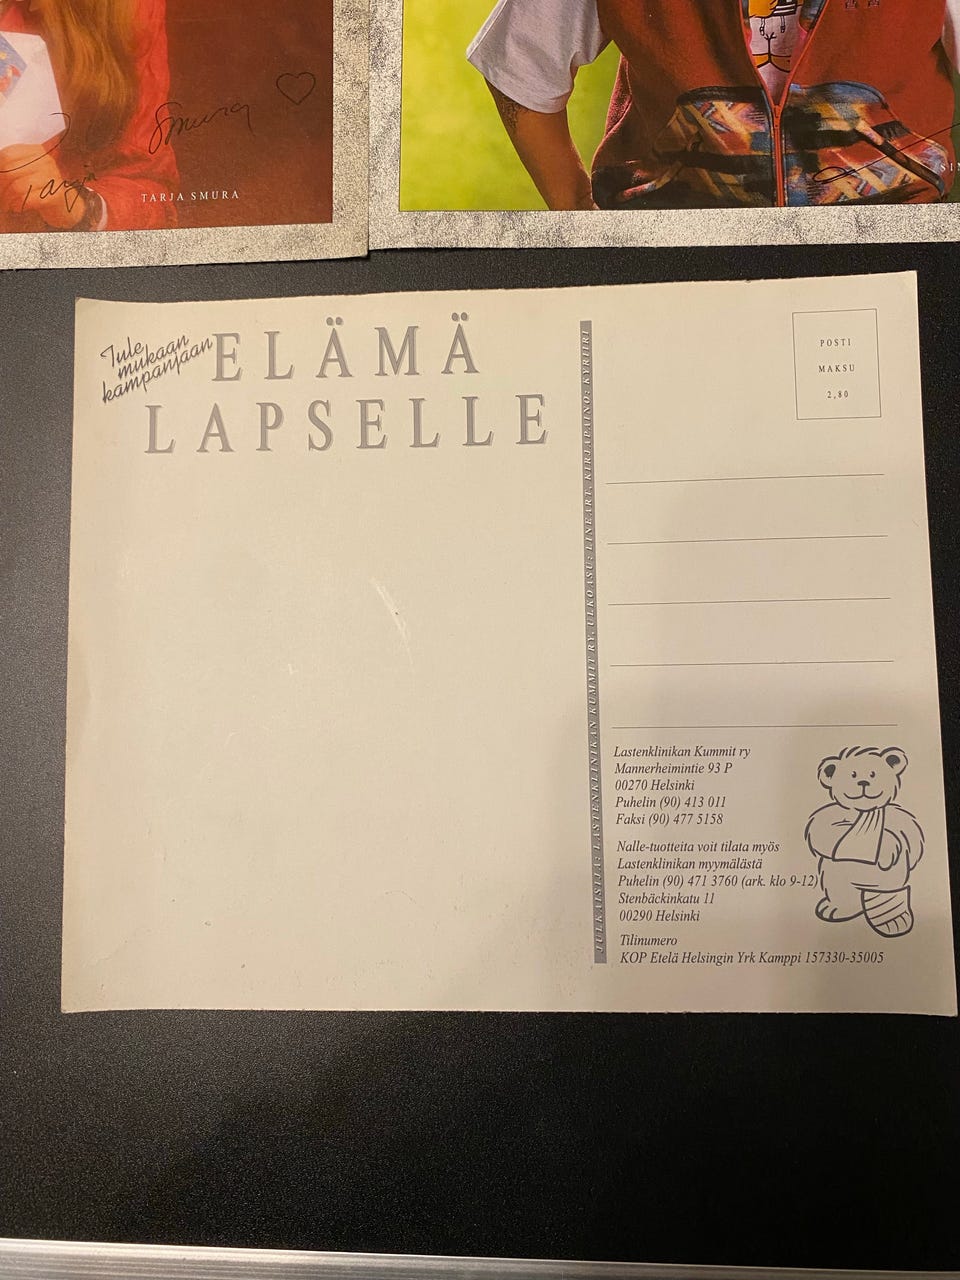 Smura
Tarja
TARJA SMURA
Tule
mukaan
kampanjaan
ELÄMÄ
LAPSELLE
POSTI
MAKSU
2,80
JULKAISIJA: LASTENKLINIKAN KUMMIT RY, ULKOASU: LINEART, KIRJAPAINO: KYRIIRI
Lastenklinikan Kummit ry
Mannerheimintie 93 P
00270 Helsinki
Puhelin (90) 413 011
Faksi (90) 477 5158
Nalle-tuotteita voit tilata myös
Lastenklinikan myymälästä
Puhelin (90) 471 3760 (ark. klo 9-12)
Stenbäckinkatu 11
00290 Helsinki
Tilinumero
KOP Etelä Helsingin Yrk Kamppi 157330-35005